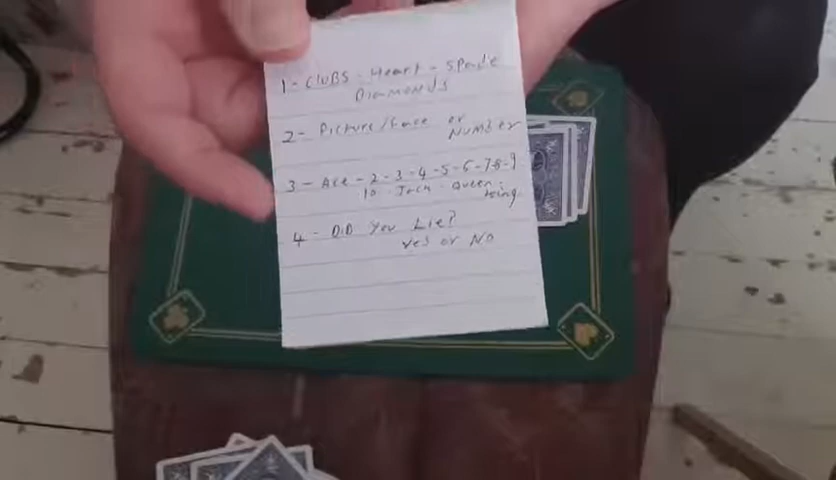 1 - CLUBS - Heart - Spade
Diamonds
2 - Picture/Face or
Number
3 - Ace - 2 - 3 - 4 - 5 - 6 - 7 - 8 - 9
10 - Jack - Queen -
King
4 - DID You Lie?
Yes or No